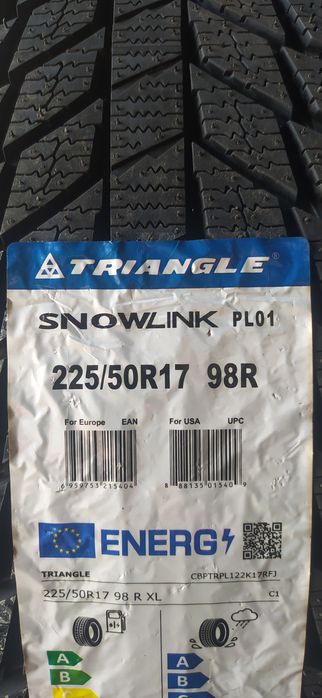 TRIANGLE®
SNOWLINK PL01
225/50R17 98R
For Europe EAN For USA UPC
6 959753 215404 8 88135 01540 9
ENERG
TRIANGLE CBPTRPL122K17RFJ
225/50R17 98 R XL C1
A A
B B